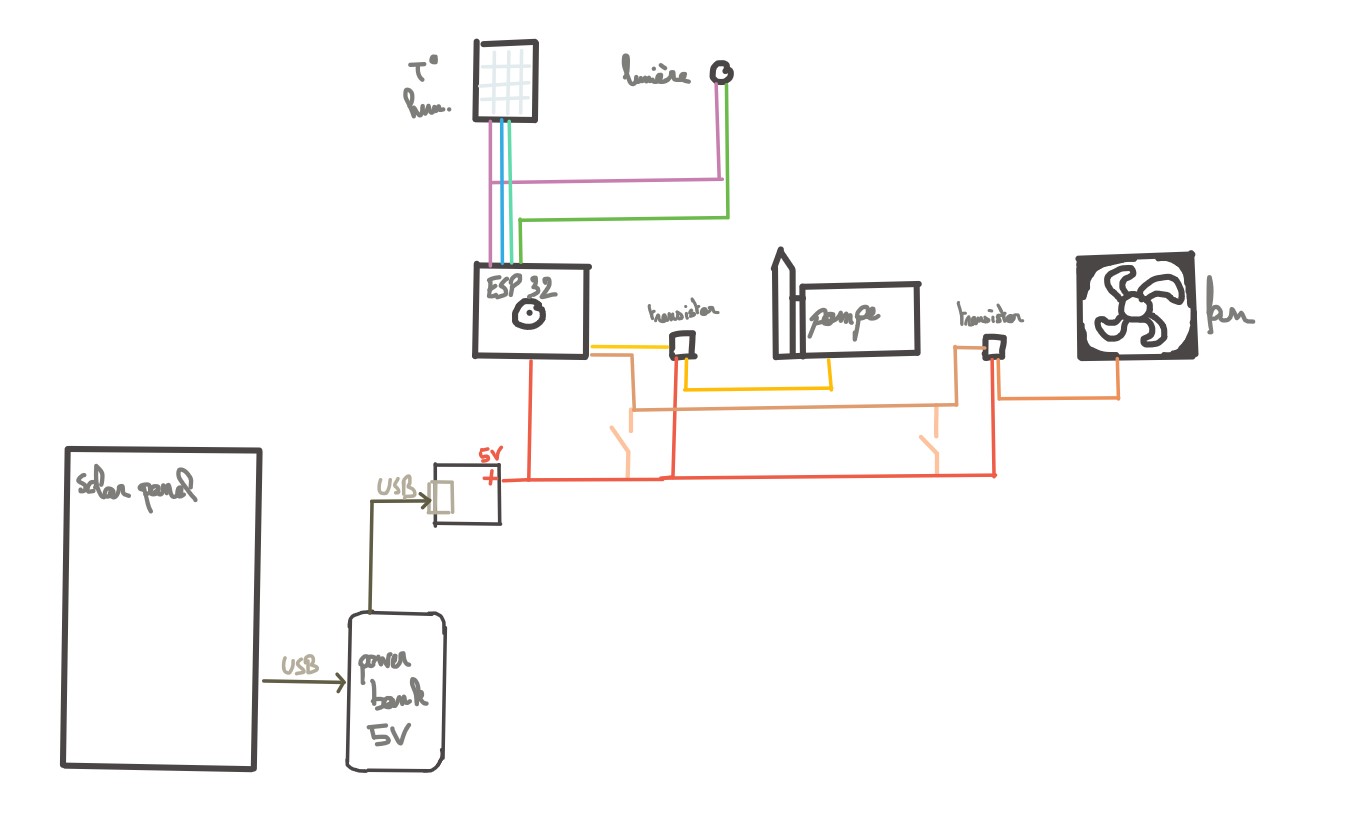 T°
hum.
lumière
ESP 32
transistor
pompe
transistor
fan
solar panel
5V
+
USB
USB
power
bank
5V